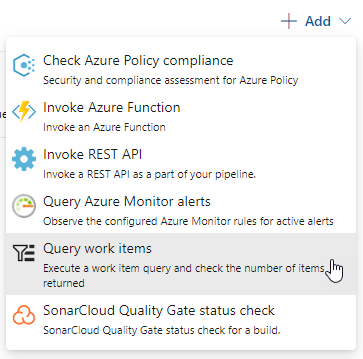 Add
Check Azure Policy compliance
Security and compliance assessment for Azure Policy
Invoke Azure Function
Invoke an Azure Function
Invoke REST API
Invoke a REST API as a part of your pipeline.
Query Azure Monitor alerts
Observe the configured Azure Monitor rules for active alerts
Query work items
Execute a work item query and check the number of items
returned
SonarCloud Quality Gate status check
SonarCloud Quality Gate status check for a build.